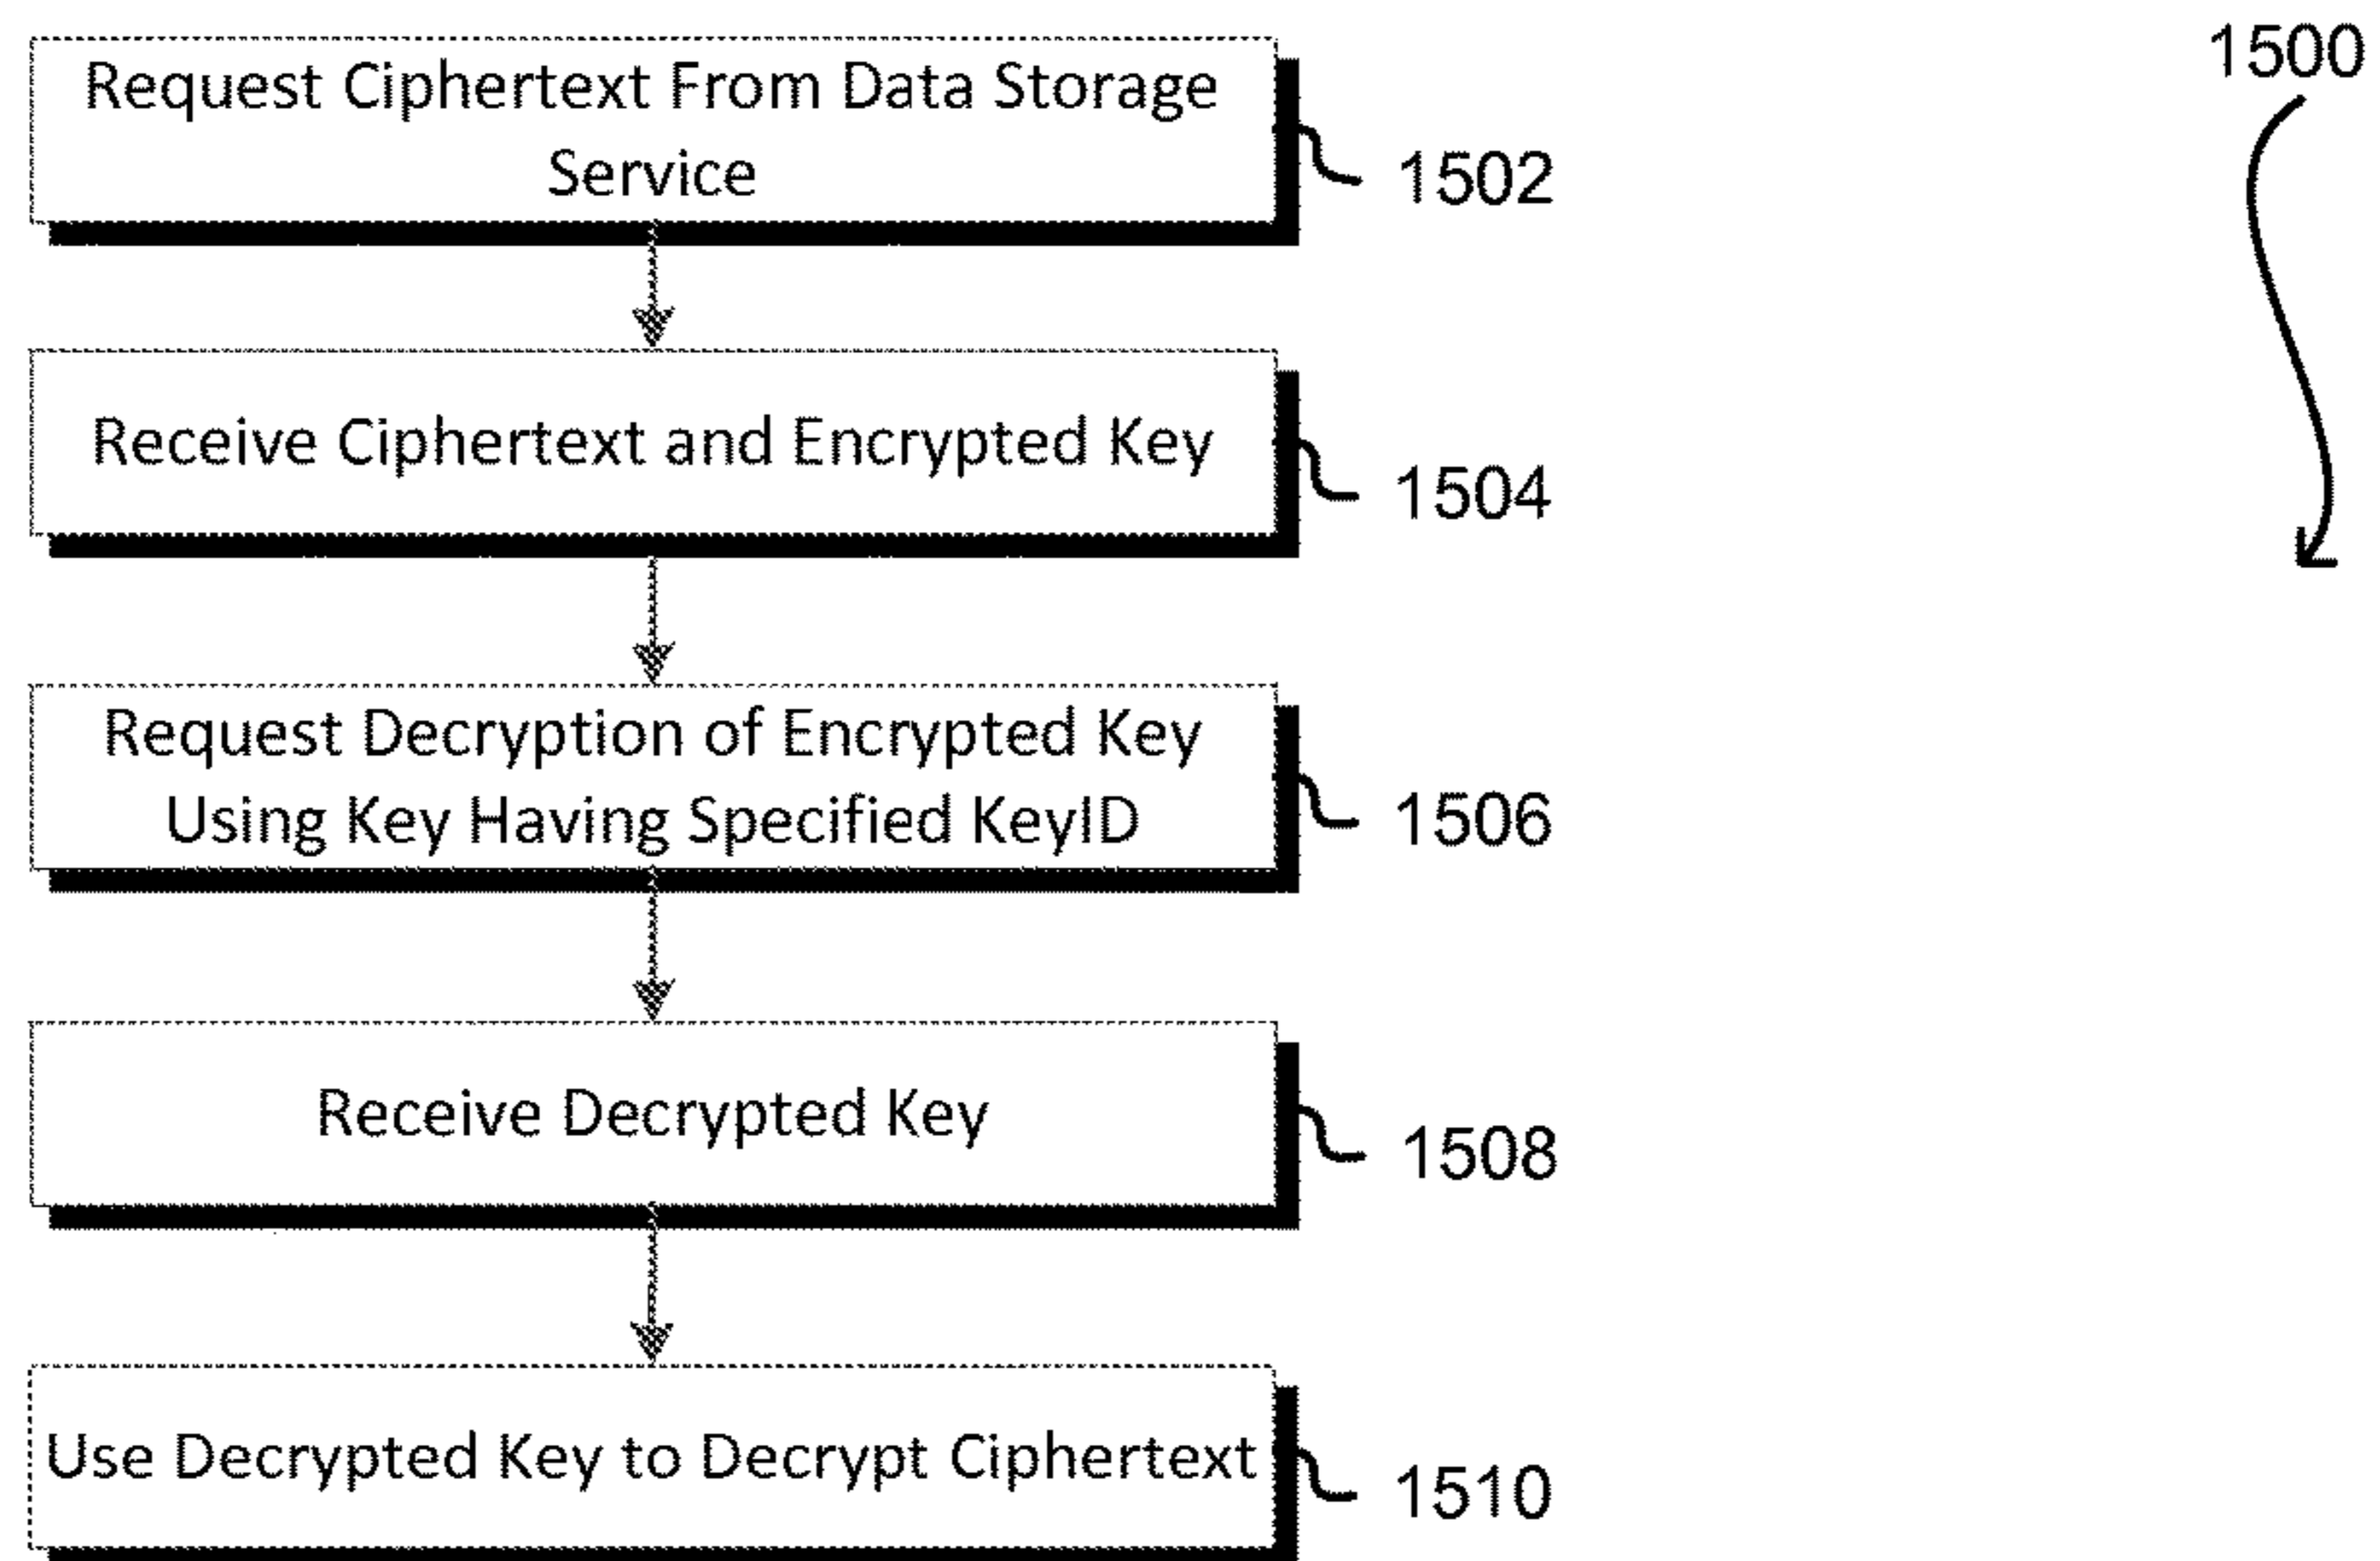 1500
Request Ciphertext From Data Storage
Service
1502
Receive Ciphertext and Encrypted Key
1504
Request Decryption of Encrypted Key
Using Key Having Specified KeyID
1506
Receive Decrypted Key
1508
Use Decrypted Key to Decrypt Ciphertext
1510